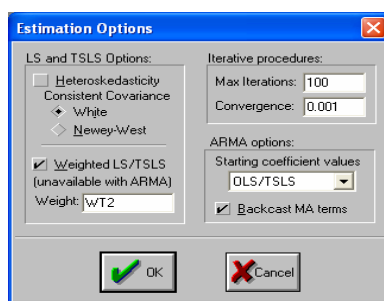 Estimation Options
LS and TSLS Options:
Heteroskedasticity
Consistent Covariance
White
Newey-West
Weighted LS/TSLS
(unavailable with ARMA)
Weight: WT2
Iterative procedures:
Max Iterations: 100
Convergence: 0.001
ARMA options:
Starting coefficient values
OLS/TSLS
Backcast MA terms
OK
Cancel